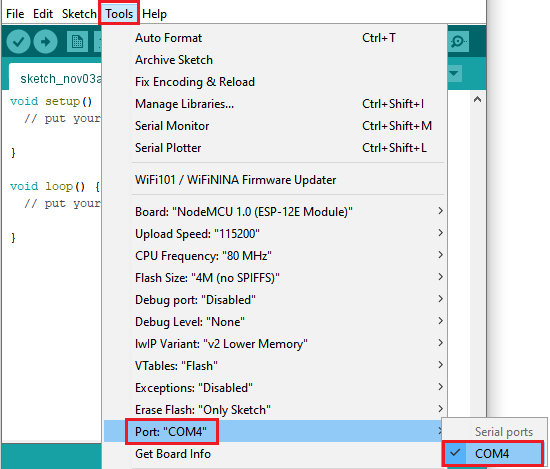 File Edit Sketch Tools Help
sketch_nov03a
void setup()
// put your
}
void loop() {
// put your
}
Auto Format Ctrl+T
Archive Sketch
Fix Encoding & Reload
Manage Libraries... Ctrl+Shift+I
Serial Monitor Ctrl+Shift+M
Serial Plotter Ctrl+Shift+L
WiFi101 / WiFiNINA Firmware Updater
Board: "NodeMCU 1.0 (ESP-12E Module)"
Upload Speed: "115200"
CPU Frequency: "80 MHz"
Flash Size: "4M (no SPIFFS)"
Debug port: "Disabled"
Debug Level: "None"
IwIP Variant: "v2 Lower Memory"
VTables: "Flash"
Exceptions: "Disabled"
Erase Flash: "Only Sketch"
Port: "COM4"
Get Board Info
Serial ports
COM4